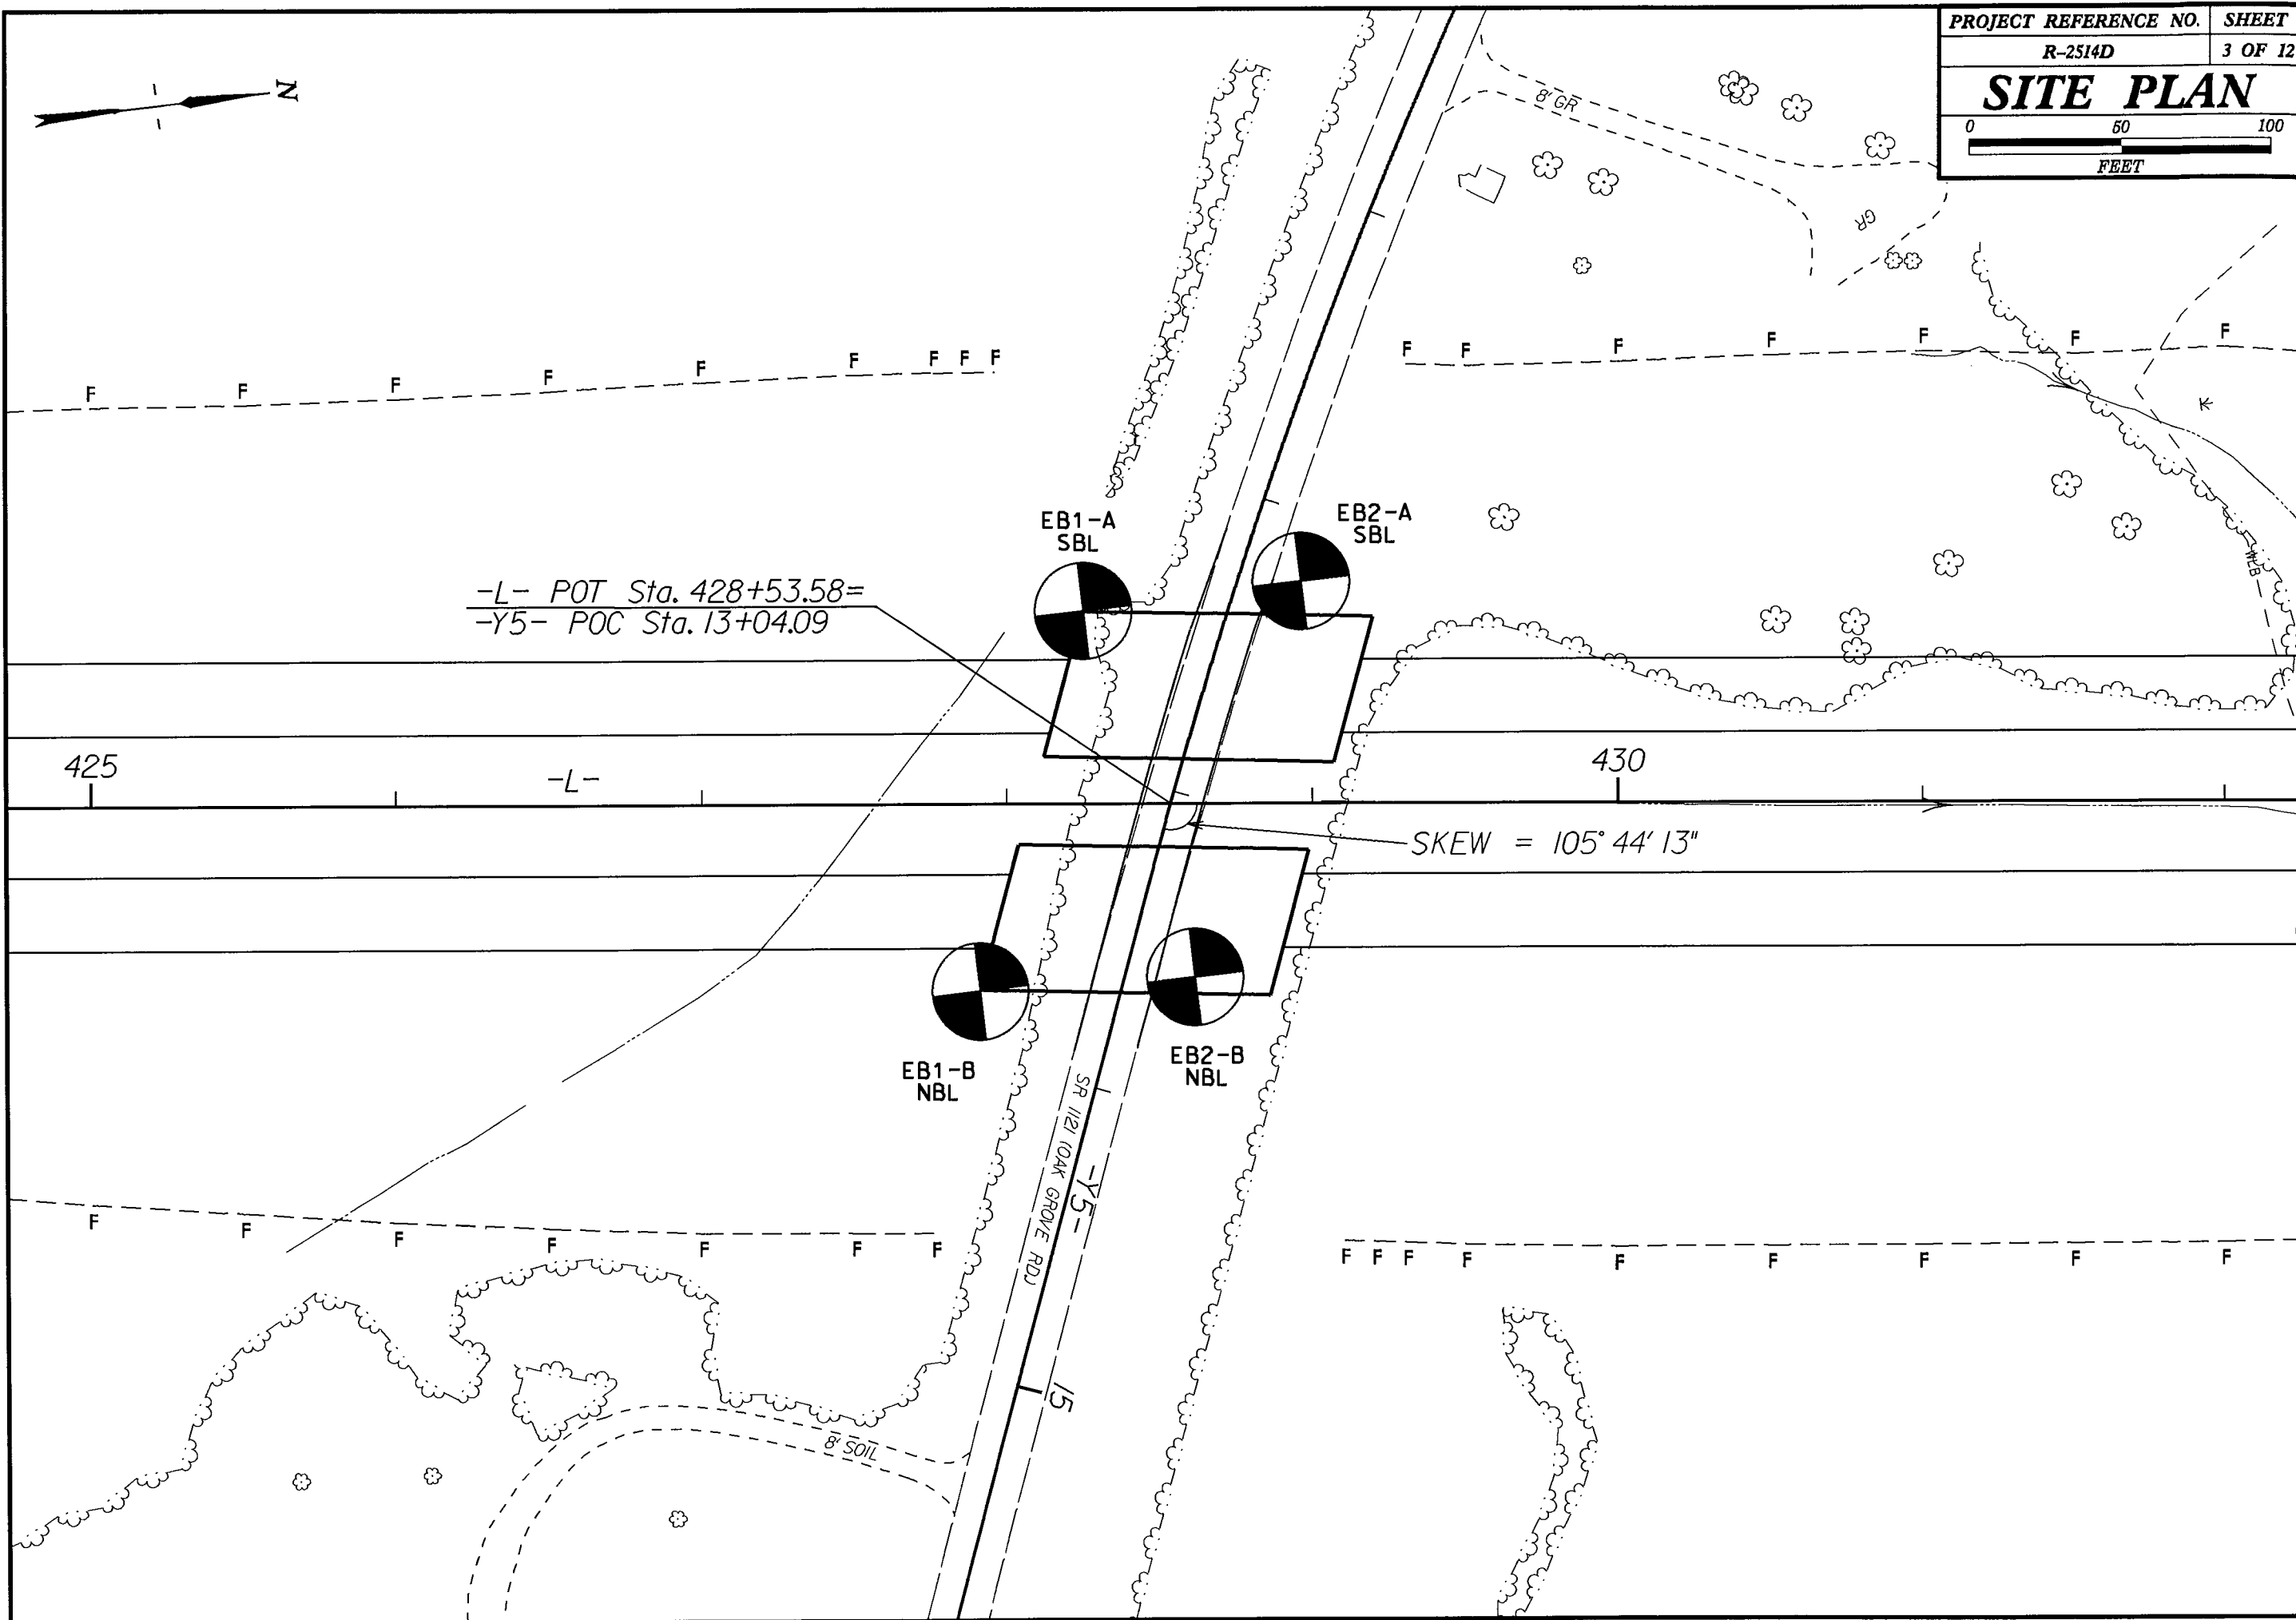 PROJECT REFERENCE NO. SHEET
R-2514D 3 OF 12
SITE PLAN
0 50 100
FEET
N
8' GR
GR
F F F F F F F F
F F F F F F F
EB1-A
SBL
EB2-A
SBL
WLB
-L- POT Sta. 428+53.58=
-Y5- POC Sta. 13+04.09
425
-L-
430
SKEW = 105° 44' 13"
EB1-B
NBL
EB2-B
NBL
SR 1121 (OAK GROVE RD.)
-Y5-
F F F F F F F
F F F F F F F F F
15
8' SOIL